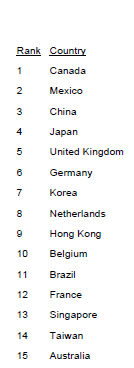 Rank Country
1 Canada
2 Mexico
3 China
4 Japan
5 United Kingdom
6 Germany
7 Korea
8 Netherlands
9 Hong Kong
10 Belgium
11 Brazil
12 France
13 Singapore
14 Taiwan
15 Australia